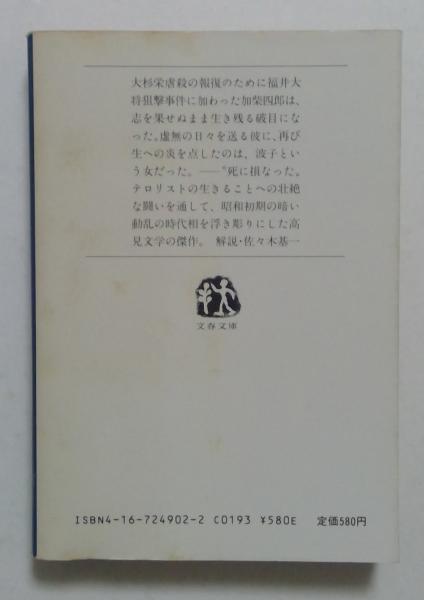 大杉栄虐殺の報復のために福井大
将狙撃事件に加わった加柴四郎は、
志を果せぬまま生き残る破目にな
った。虚無の日々を送る彼に、再び
生への炎を点したのは、波子とい
う女だった。――“死に損なった”
テロリストの生きることへの壮絶
な闘いを通して、昭和初期の暗い
動乱の時代相を浮き彫りにした高
見文学の傑作。 解説・佐々木基一
文春文庫
ISBN4-16-724902-2 C0193 ¥580E 定価580円